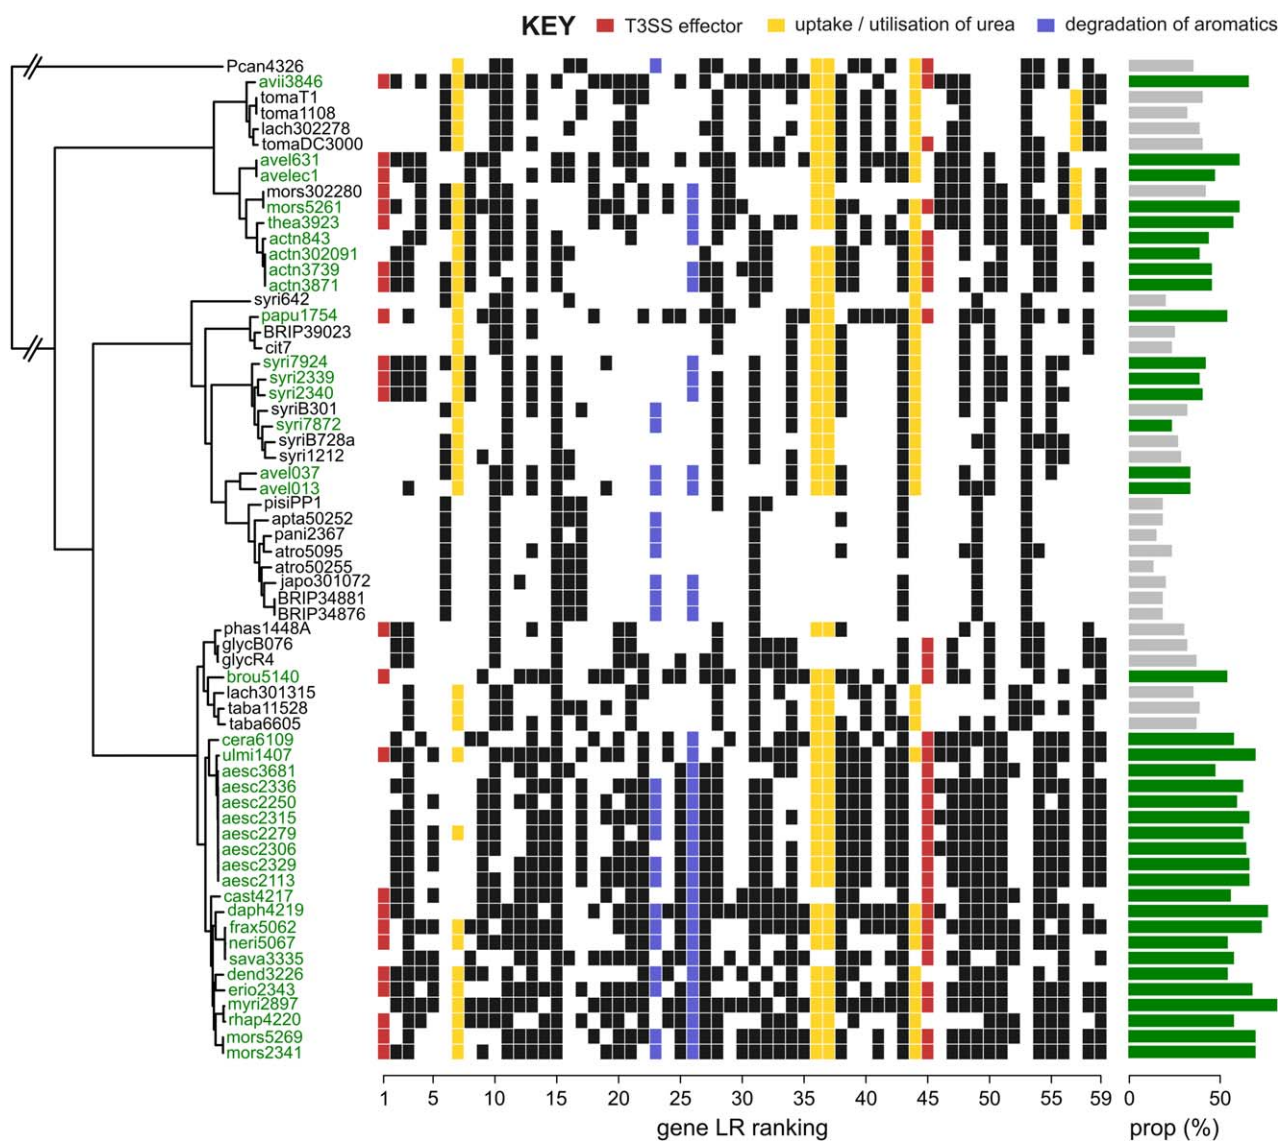 KEY T3SS effector uptake / utilisation of urea degradation of aromatics
Pcan4326
avii3846
tomaT1
toma1108
lach302278
tomaDC3000
avel631
avelec1
mors302280
mors5261
thea3923
actn843
actn302091
actn3739
actn3871
syri642
papu1754
BRIP39023
cit7
syri7924
syri2339
syri2340
syriB301
syri7872
syriB728a
syri1212
avel037
avel013
pisiPP1
apta50252
pani2367
atro5095
atro50255
japo301072
BRIP34881
BRIP34876
phas1448A
glycB076
glycR4
brou5140
lach301315
taba11528
taba6605
cera6109
ulmi1407
aesc3681
aesc2336
aesc2250
aesc2315
aesc2279
aesc2306
aesc2329
aesc2113
cast4217
daph4219
frax5062
neri5067
sava3335
dend3226
erio2343
myri2897
rhap4220
mors5269
mors2341
1 5 10 15 20 25 30 35 40 45 50 55 59 0 50
gene LR ranking prop (%)